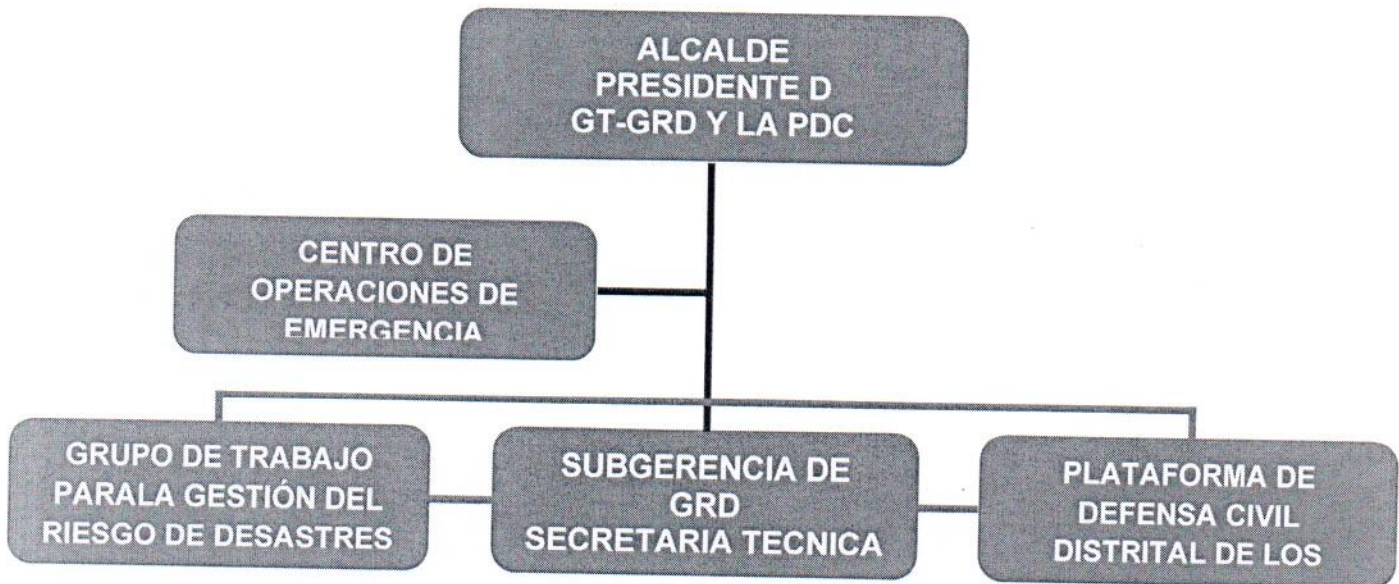 ALCALDE
PRESIDENTE D
GT-GRD Y LA PDC
CENTRO DE
OPERACIONES DE
EMERGENCIA
GRUPO DE TRABAJO
PARALA GESTIÓN DEL
RIESGO DE DESASTRES
SUBGERENCIA DE
GRD
SECRETARIA TECNICA
PLATAFORMA DE
DEFENSA CIVIL
DISTRITAL DE LOS